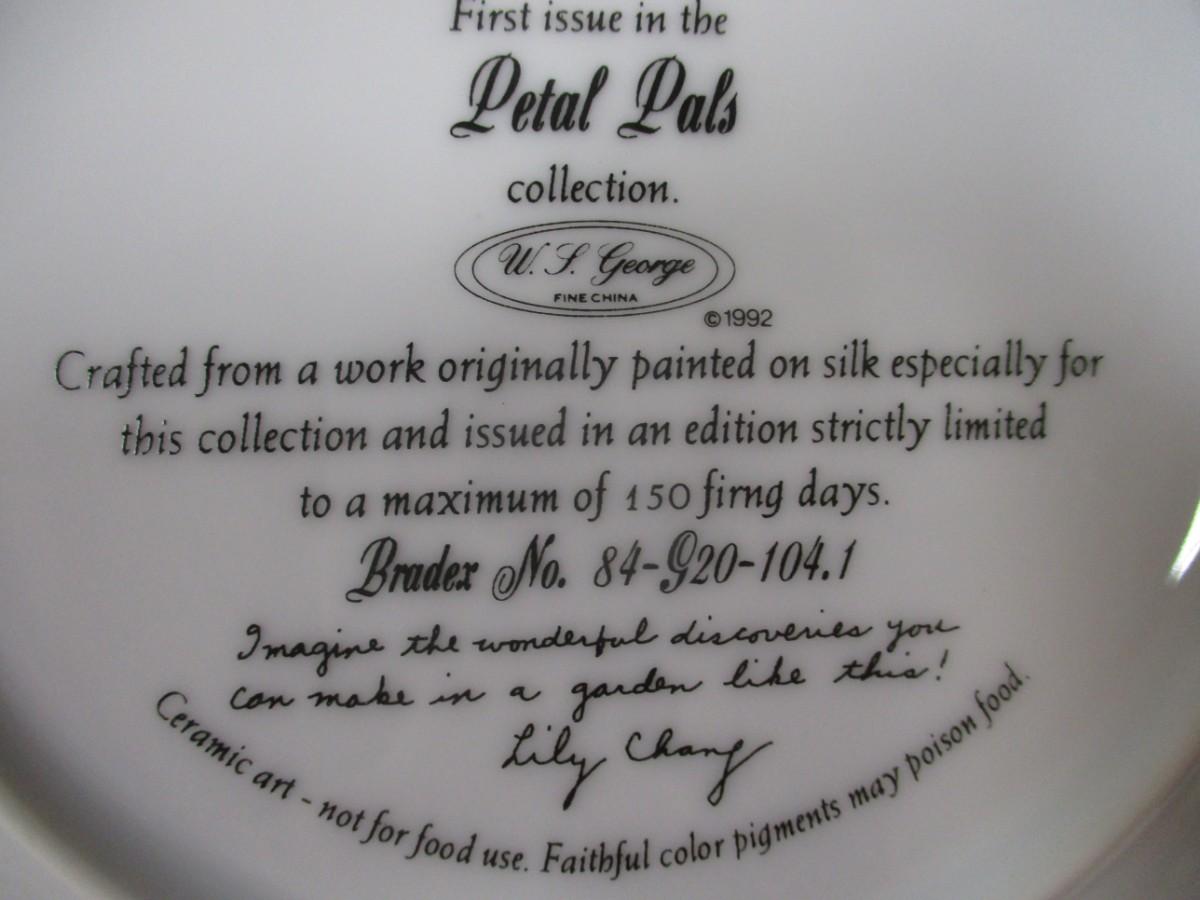 First issue in the
Petal Pals
collection.
W. S. George
FINE CHINA
©1992
Crafted from a work originally painted on silk especially for
this collection and issued in an edition strictly limited
to a maximum of 150 firng days.
Bradex No. 84-G20-104.1
Imagine the wonderful discoveries you
can make in a garden like this!
Lily Chang
Ceramic art - not for food use. Faithful color pigments may poison food.